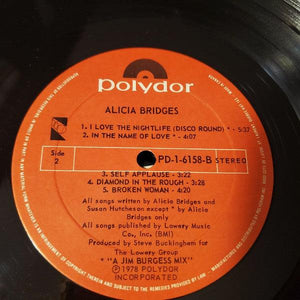 polydor
ALICIA BRIDGES
1. I LOVE THE NIGHTLIFE (DISCO ROUND) * - 5:37
2. IN THE NAME OF LOVE * - 4:07
Side
2
PD-1-6158-B STEREO
3. SELF APPLAUSE - 3:22
4. DIAMOND IN THE ROUGH - 3:28
5. BROKEN WOMAN - 4:20
All songs written by Alicia Bridges and
Susan Hutcheson except * by Alicia
Bridges only
All songs published by Lowery Music
Co., Inc. (BMI)
Produced by Steve Buckingham for
The Lowery Group
* "A JIM BURGESS MIX"
℗ 1978 POLYDOR
INCORPORATED